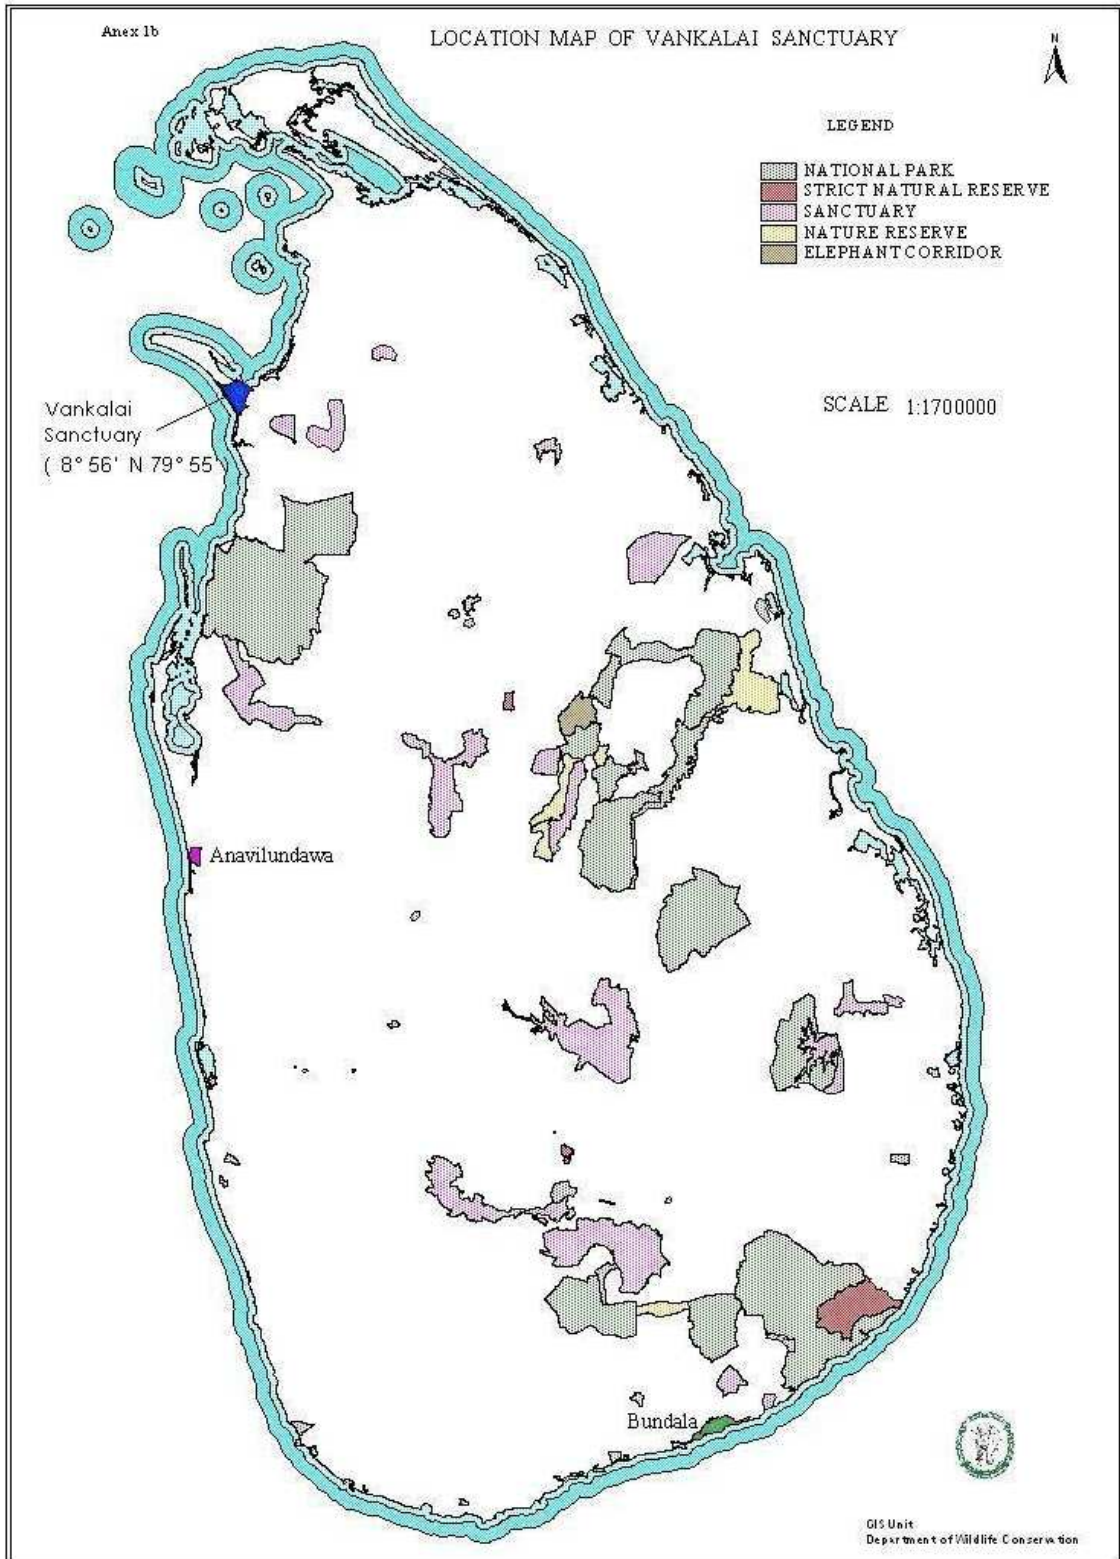 Anex 1b
LOCATION MAP OF VANKALAI SANCTUARY
N
LEGEND
NATIONAL PARK
STRICT NATURAL RESERVE
SANCTUARY
NATURE RESERVE
ELEPHANT CORRIDOR
SCALE 1:1700000
Vankalai
Sanctuary
( 8° 56' N 79° 55'
Anavilundawa
Bundala
GIS Unit
Department of Wildlife Conservation